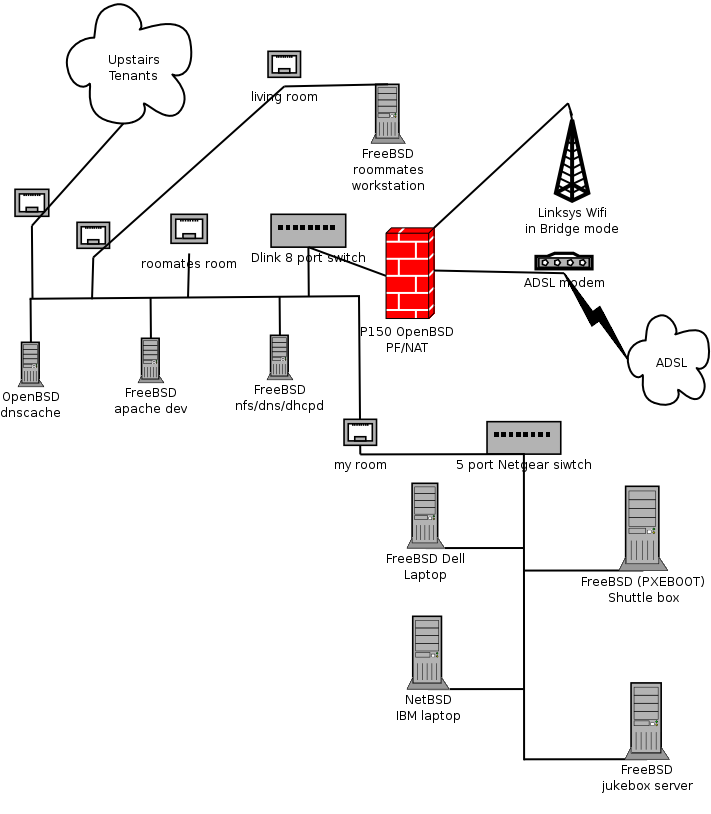 Upstairs
Tenants
living room
FreeBSD
roommates
workstation
Linksys Wifi
in Bridge mode
roomates room
Dlink 8 port switch
ADSL modem
P150 OpenBSD
PF/NAT
ADSL
OpenBSD
dnscache
FreeBSD
apache dev
FreeBSD
nfs/dns/dhcpd
my room
5 port Netgear siwtch
FreeBSD Dell
Laptop
FreeBSD (PXEBOOT)
Shuttle box
NetBSD
IBM laptop
FreeBSD
jukebox server